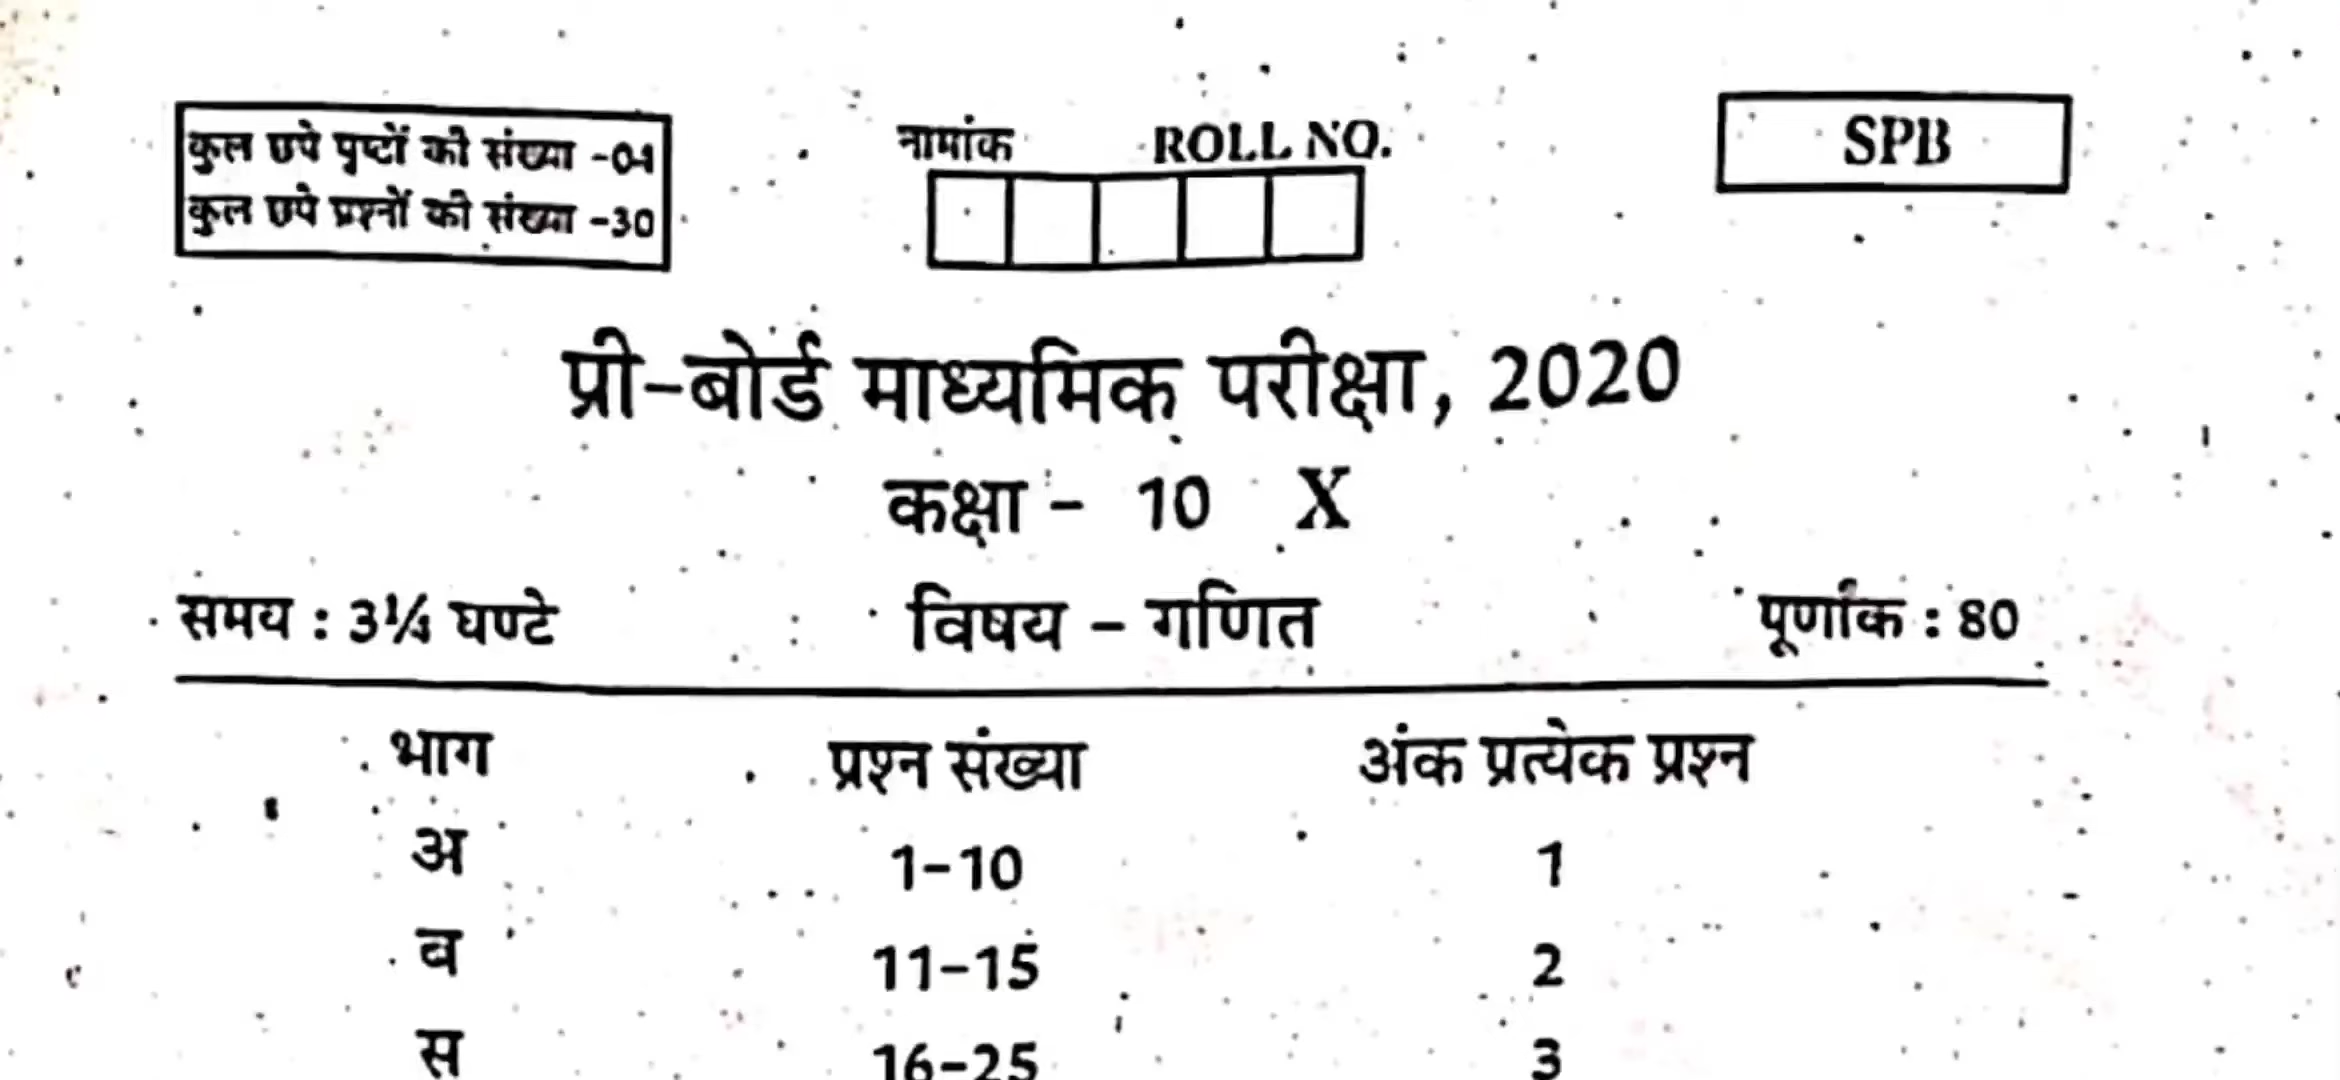 कुल छपे पृष्टों की संख्या -04
कुल छपे प्रश्नों की संख्या -30
नामांक ROLL NO.
SPB
प्री-बोर्ड माध्यमिक परीक्षा, 2020
कक्षा - 10 X
समय : 3¼ घण्टे विषय - गणित पूर्णांक : 80
भाग प्रश्न संख्या अंक प्रत्येक प्रश्न
अ 1-10 1
ब 11-15 2
स 16-25 3